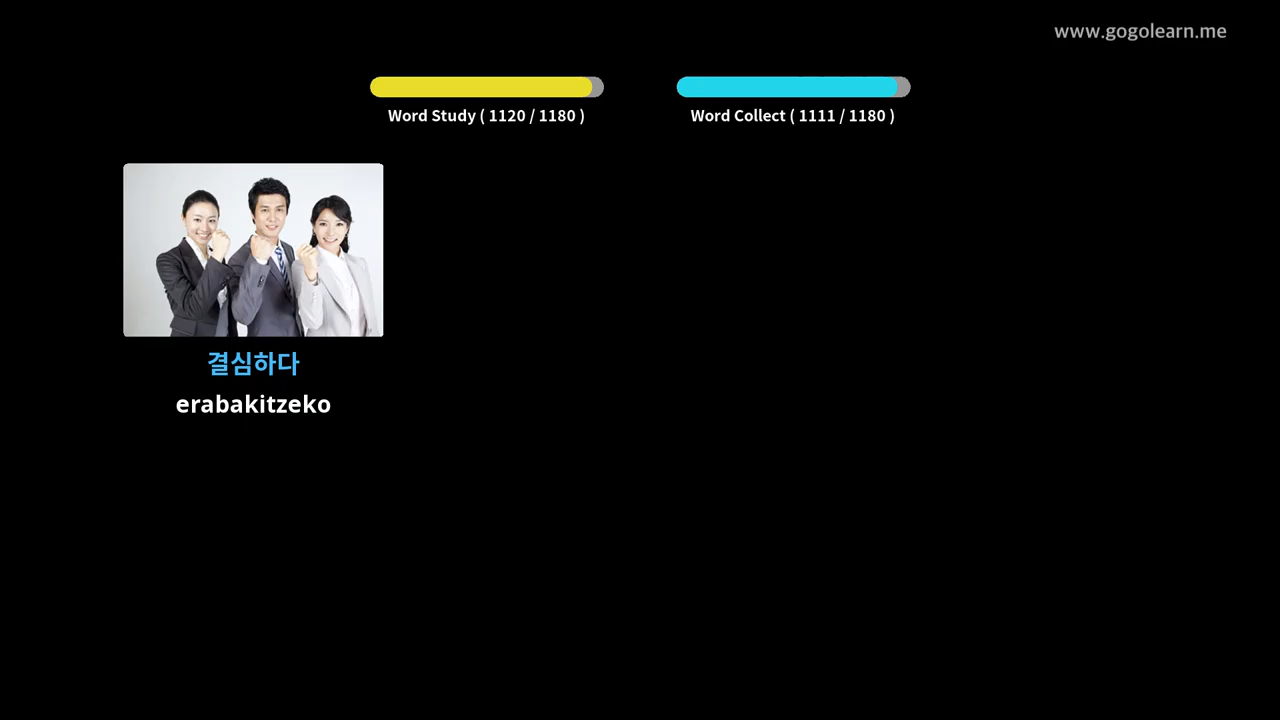 www.gogolearn.me
Word Study ( 1120 / 1180 )
Word Collect ( 1111 / 1180 )
결심하다
erabakitzeko